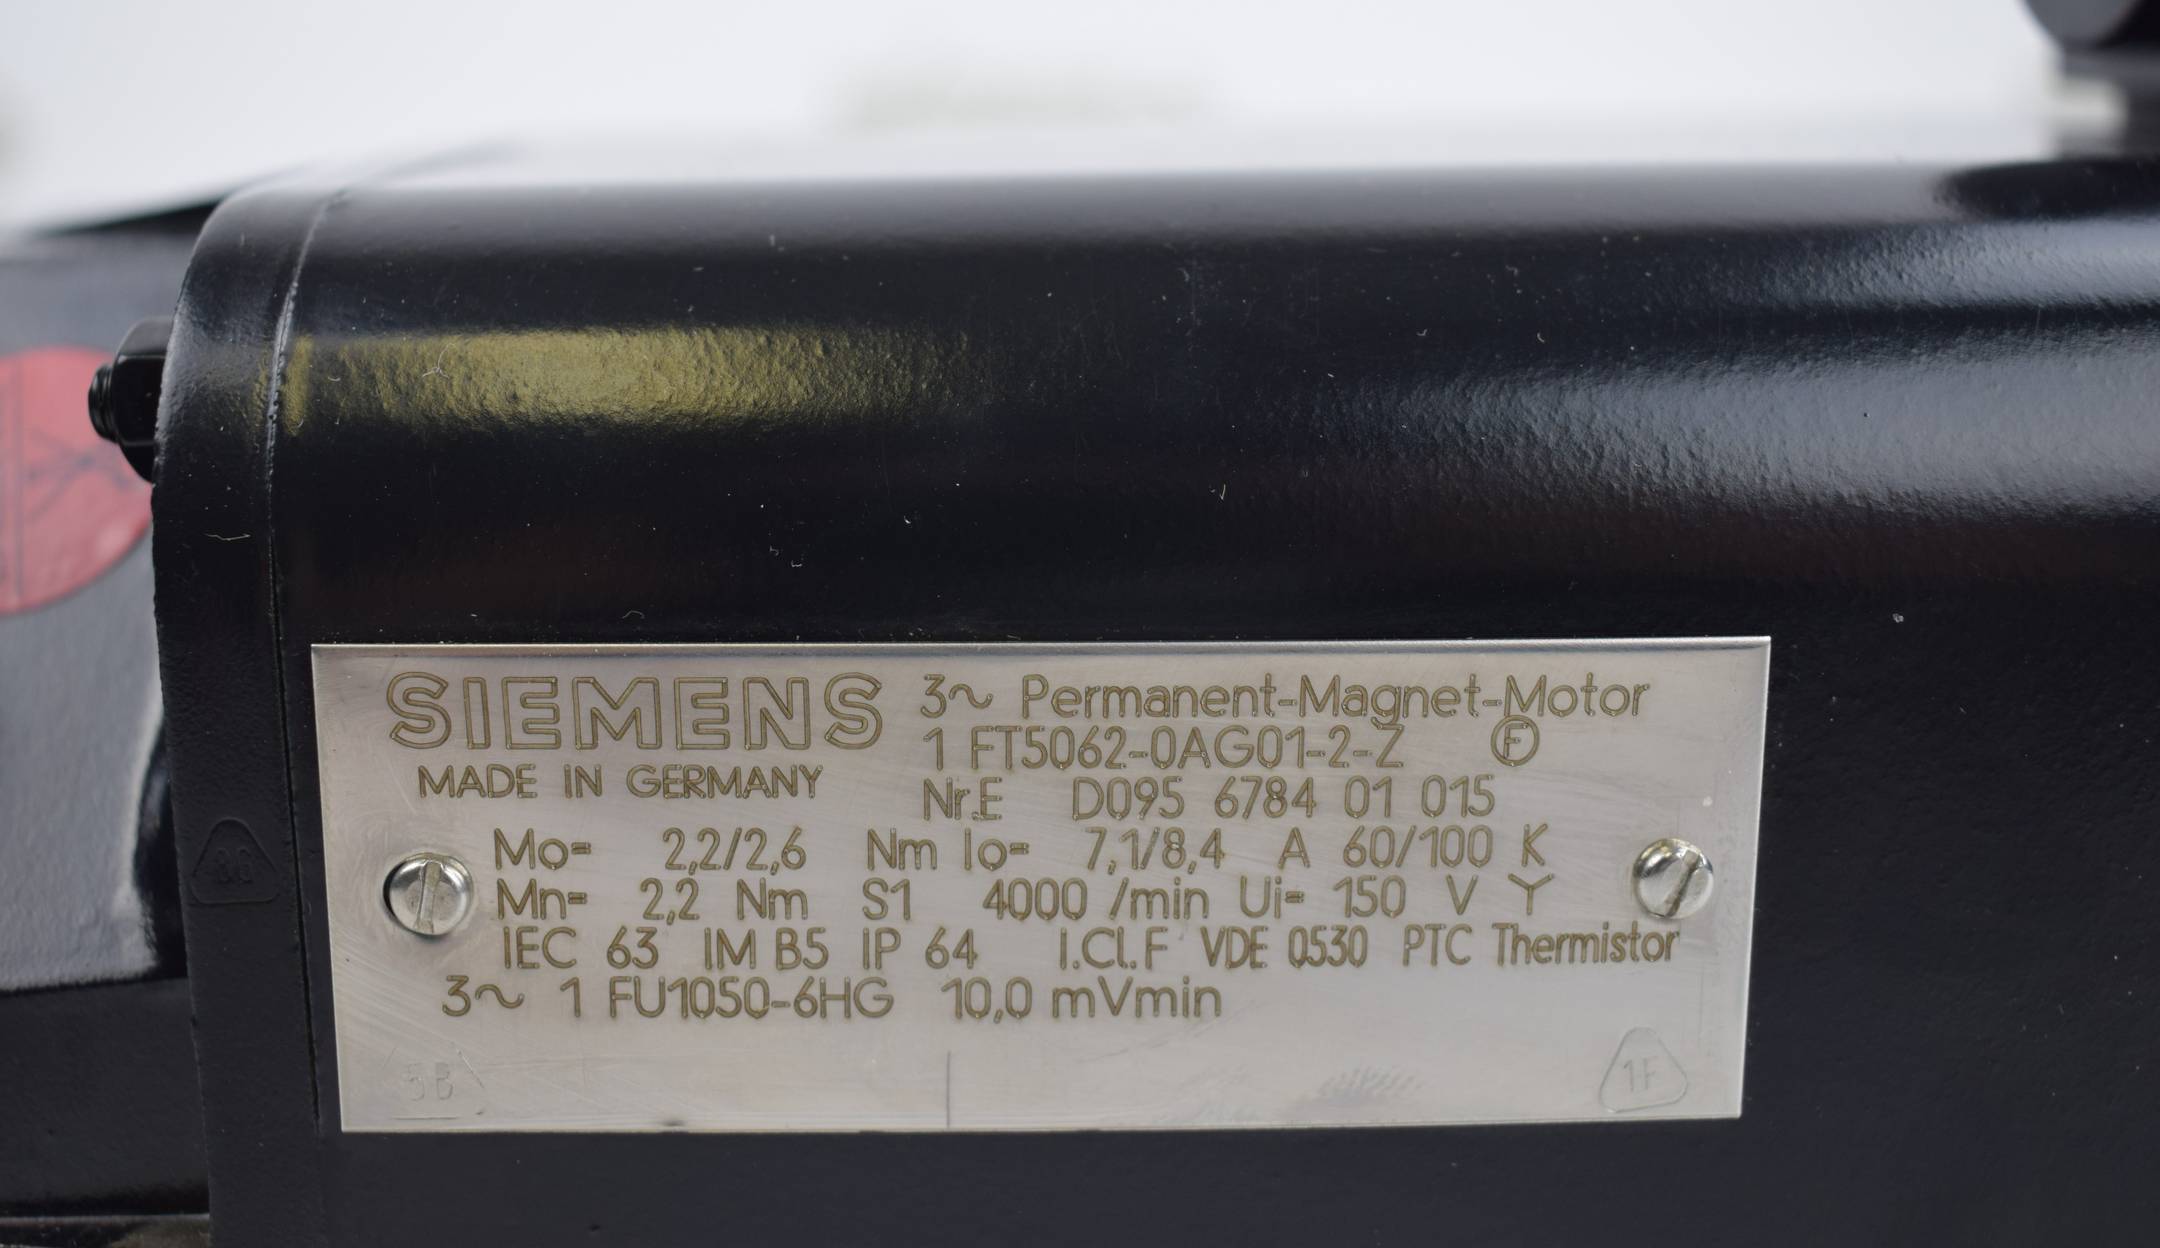 SIEMENS
MADE IN GERMANY
3~ Permanent-Magnet-Motor
1 FT5062-0AG01-2-Z Ⓕ
Nr.E D095 6784 01 015
Mo= 2,2/2,6 Nm Io= 7,1/8,4 A 60/100 K
Mn= 2,2 Nm S1 4000 /min Ui= 150 V Y
IEC 63 IM B5 IP 64 I.Cl.F VDE 0530 PTC Thermistor
3~ 1 FU1050-6HG 10,0 mVmin
5B
1F